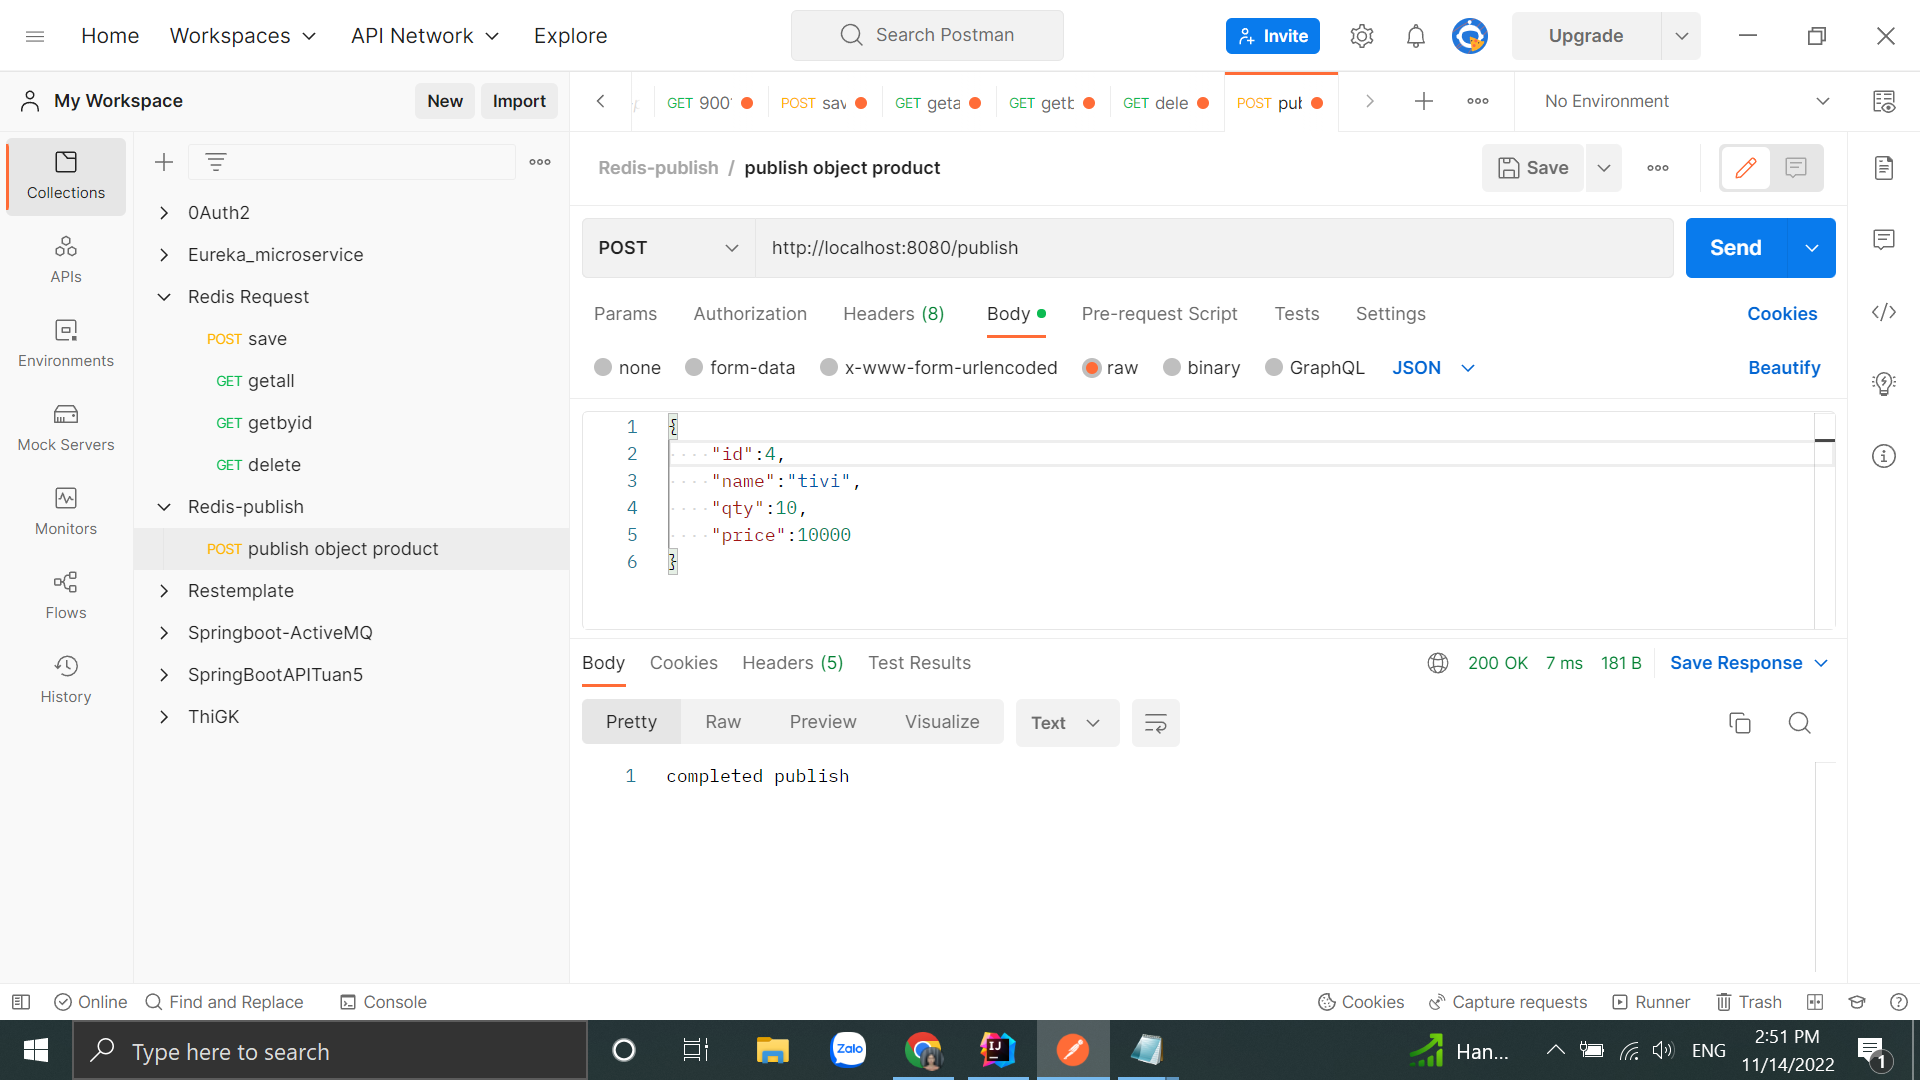 Home Workspaces API Network Explore Search Postman Invite Upgrade
My Workspace New Import
GET 900 POST sav GET geta GET getb GET dele POST put No Environment
Collections
APIs
Environments
Mock Servers
Monitors
Flows
History
0Auth2
Eureka_microservice
Redis Request
POST save
GET getall
GET getbyid
GET delete
Redis-publish
POST publish object product
Restemplate
Springboot-ActiveMQ
SpringBootAPITuan5
ThiGK
Redis-publish / publish object product Save
POST http://localhost:8080/publish Send
Params Authorization Headers (8) Body Pre-request Script Tests Settings Cookies
none form-data x-www-form-urlencoded raw binary GraphQL JSON Beautify
1 {
2 "id":4,
3 "name":"tivi",
4 "qty":10,
5 "price":10000
6 }
Body Cookies Headers (5) Test Results 200 OK 7 ms 181 B Save Response
Pretty Raw Preview Visualize Text
1 completed publish
Online Find and Replace Console Cookies Capture requests Runner Trash
Type here to search Zalo Han... ENG 2:51 PM
11/14/2022 1